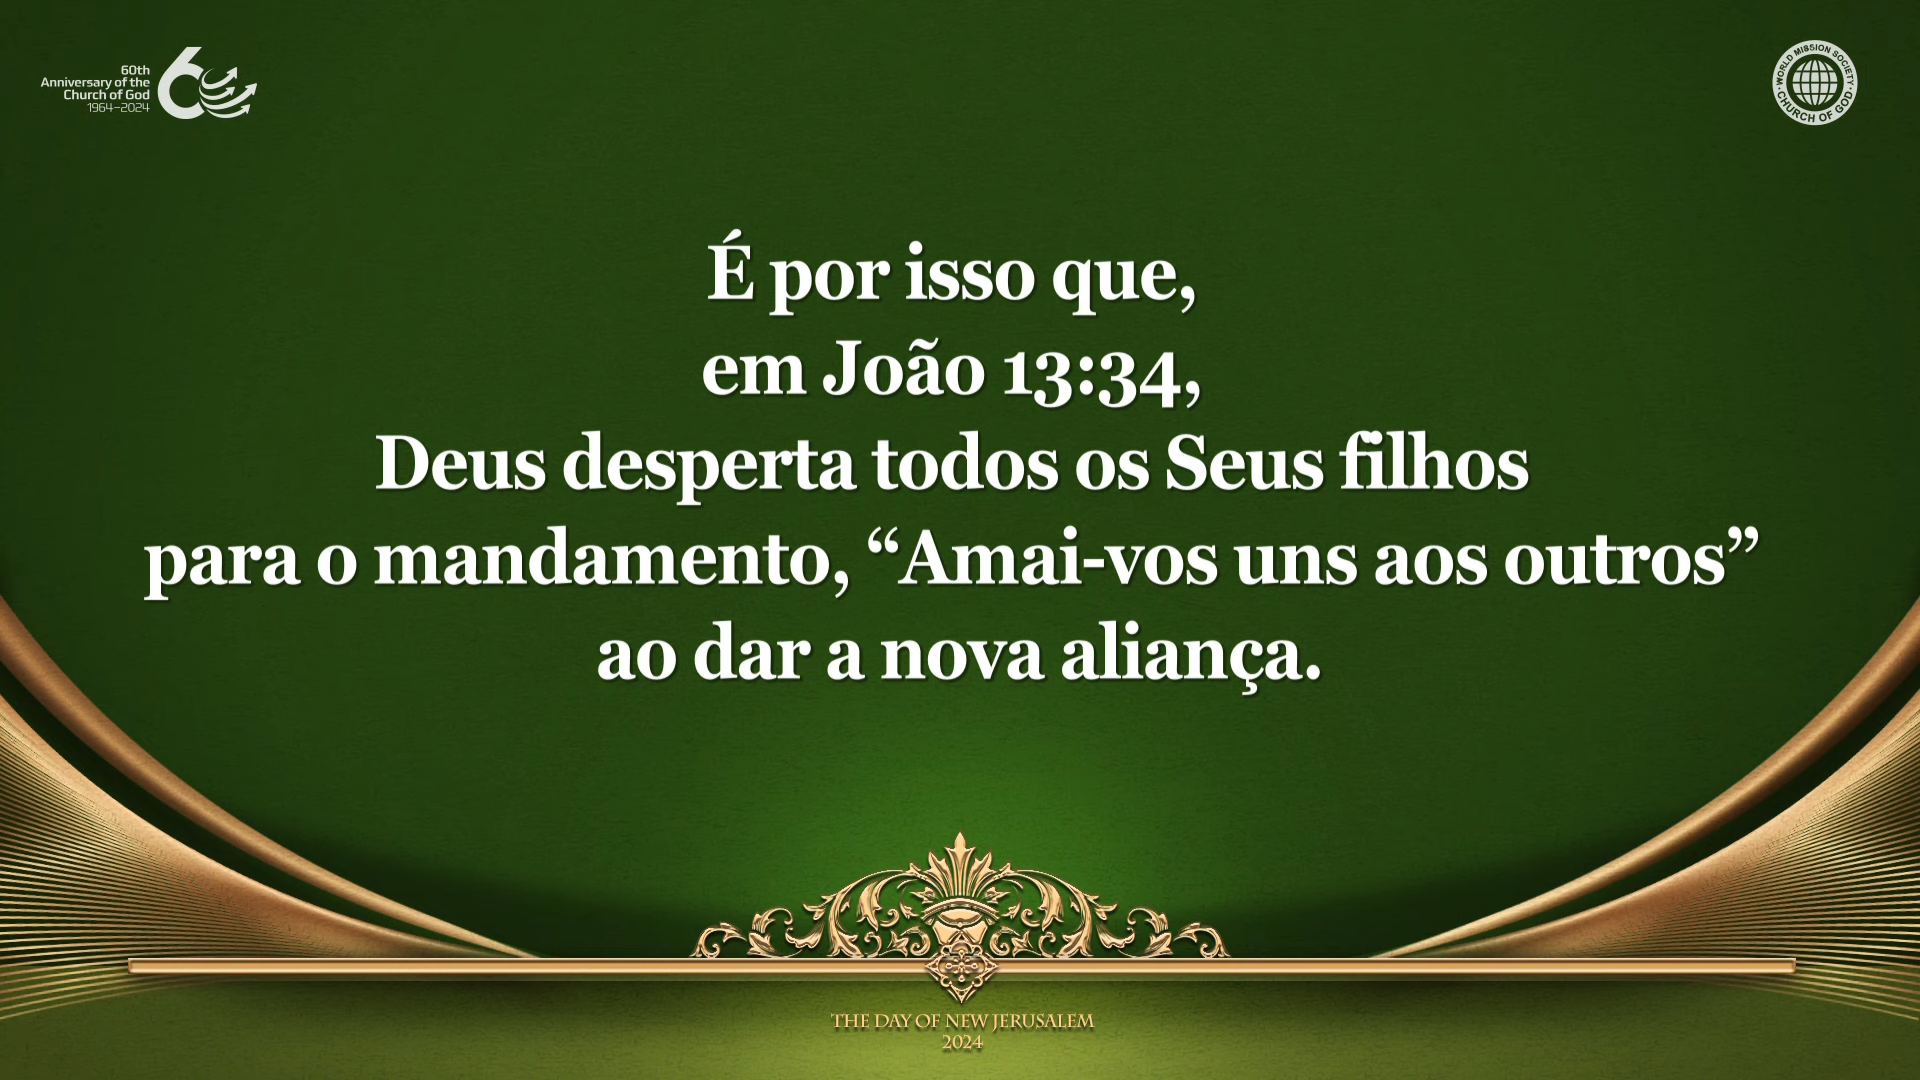 60th
Anniversary of the
Church of God
1964–2024
WORLD MISSION SOCIETY
CHURCH OF GOD
É por isso que,
em João 13:34,
Deus desperta todos os Seus filhos
para o mandamento, “Amai-vos uns aos outros”
ao dar a nova aliança.
THE DAY OF NEW JERUSALEM
2024